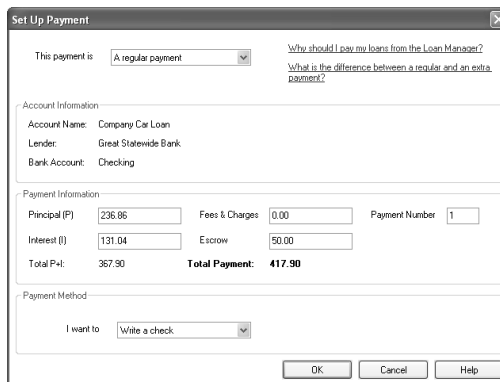 Set Up Payment
This payment is A regular payment
Why should I pay my loans from the Loan Manager?
What is the difference between a regular and an extra
payment?
Account Information
Account Name: Company Car Loan
Lender: Great Statewide Bank
Bank Account: Checking
Payment Information
Principal (P) 236.86 Fees & Charges 0.00 Payment Number 1
Interest (I) 131.04 Escrow 50.00
Total P+I: 367.90 Total Payment: 417.90
Payment Method
I want to Write a check
OK Cancel Help